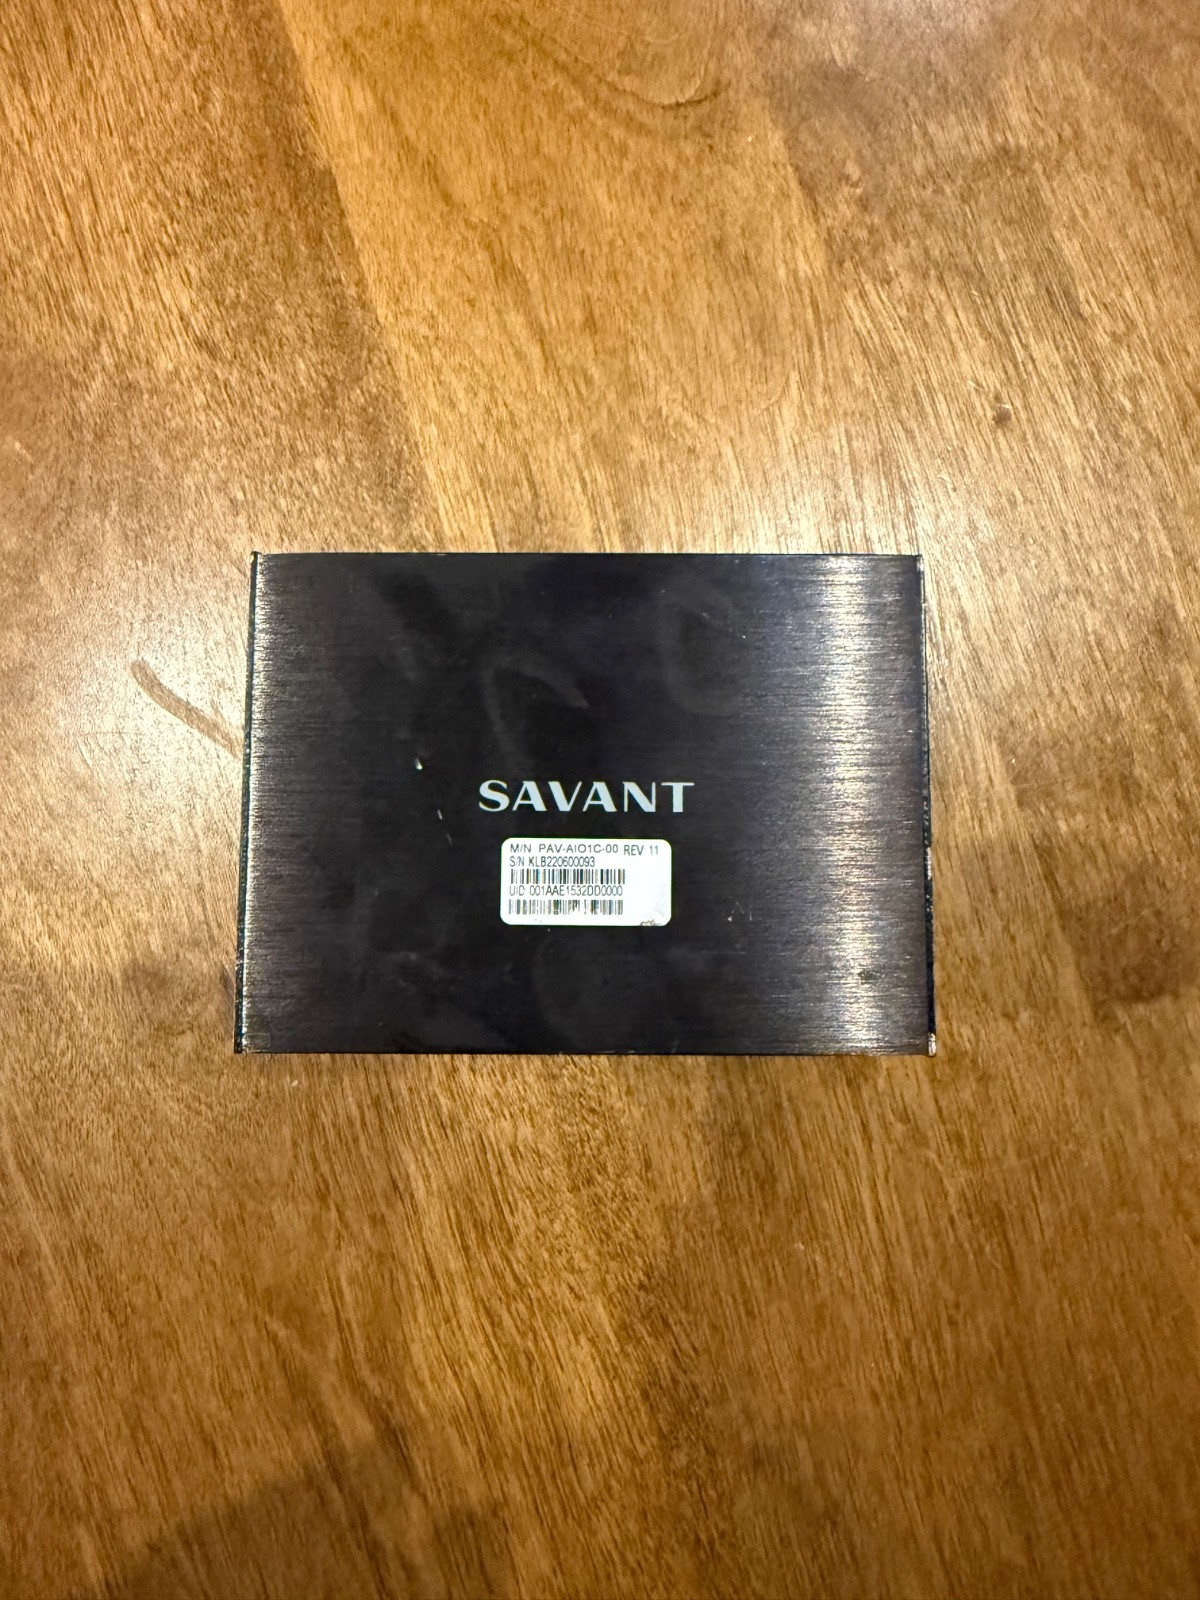 SAVANT
M/N PAV-AIO1C-00 REV 11
S/N KLB220600093
UID 001AAE1532DD0000